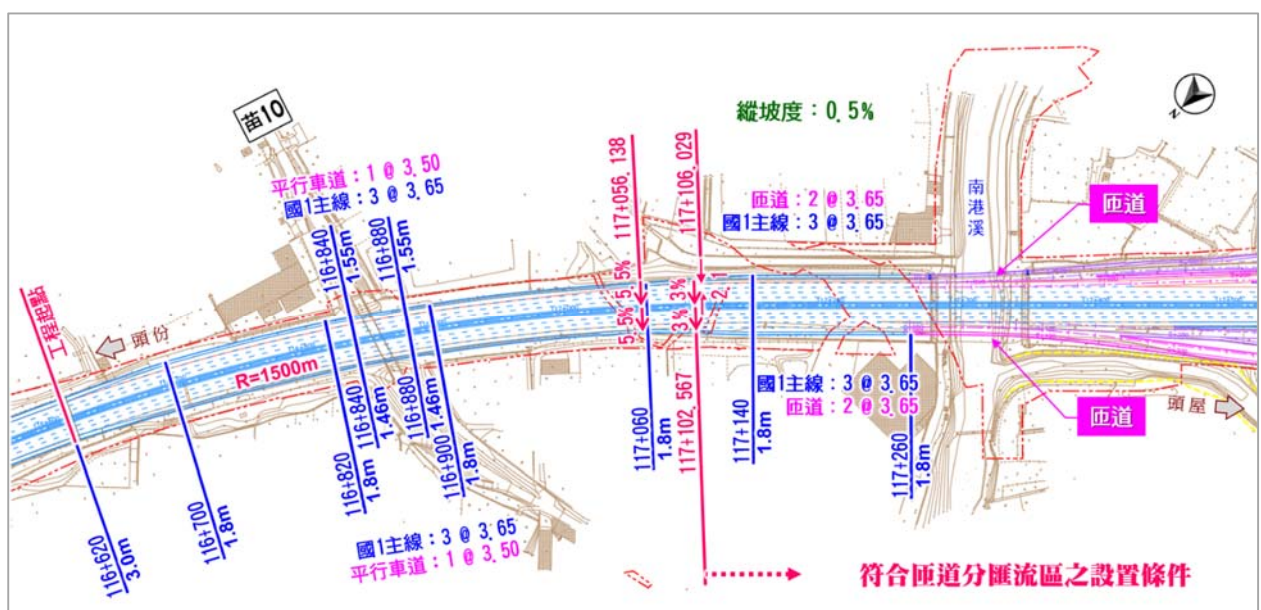 苗10
縱坡度：0.5%
N
平行車道：1 @ 3.50
國1主線：3 @ 3.65
116+840
1.55m
116+880
1.55m
117+056.138
117+106.029
匝道：2 @ 3.65
國1主線：3 @ 3.65
南港溪
匝道
工程起點
頭份
R=1500m
5.5%
5.5%
3%
3%
2.1
116+620
3.0m
116+700
1.8m
116+820
1.8m
116+840
1.46m
116+880
1.46m
116+900
1.8m
117+060
1.8m
117+102.567
117+140
1.8m
國1主線：3 @ 3.65
匝道：2 @ 3.65
117+260
1.8m
匝道
頭屋
國1主線：3 @ 3.65
平行車道：1 @ 3.50
符合匝道分匯流區之設置條件